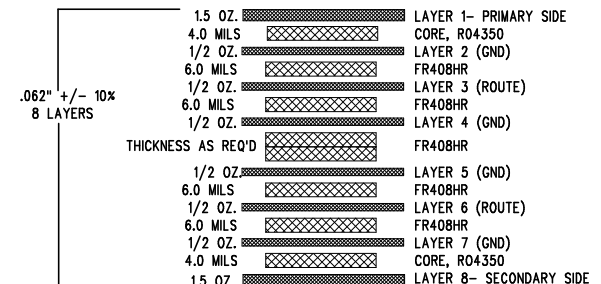 1.5 OZ. LAYER 1- PRIMARY SIDE
4.0 MILS CORE, RO4350
1/2 OZ. LAYER 2 (GND)
6.0 MILS FR408HR
1/2 OZ. LAYER 3 (ROUTE)
.062" +/- 10%
6.0 MILS FR408HR
8 LAYERS
1/2 OZ. LAYER 4 (GND)
THICKNESS AS REQ'D FR408HR
1/2 OZ. LAYER 5 (GND)
6.0 MILS FR408HR
1/2 OZ. LAYER 6 (ROUTE)
6.0 MILS FR408HR
1/2 OZ. LAYER 7 (GND)
4.0 MILS CORE, RO4350
1.5 OZ. LAYER 8- SECONDARY SIDE